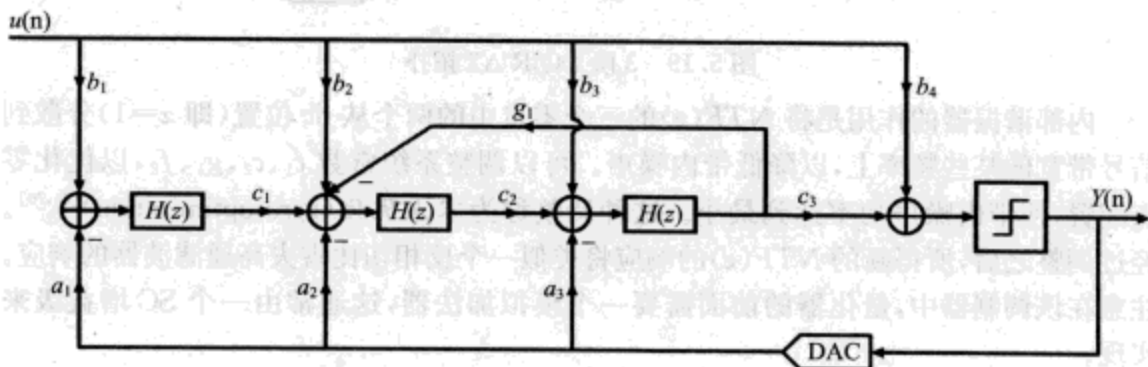 u(n)
b₁
b₂
b₃
b₄
g₁
−
H(z)
c₁
H(z)
c₂
H(z)
c₃
Y(n)
−
−
−
a₁
a₂
a₃
DAC